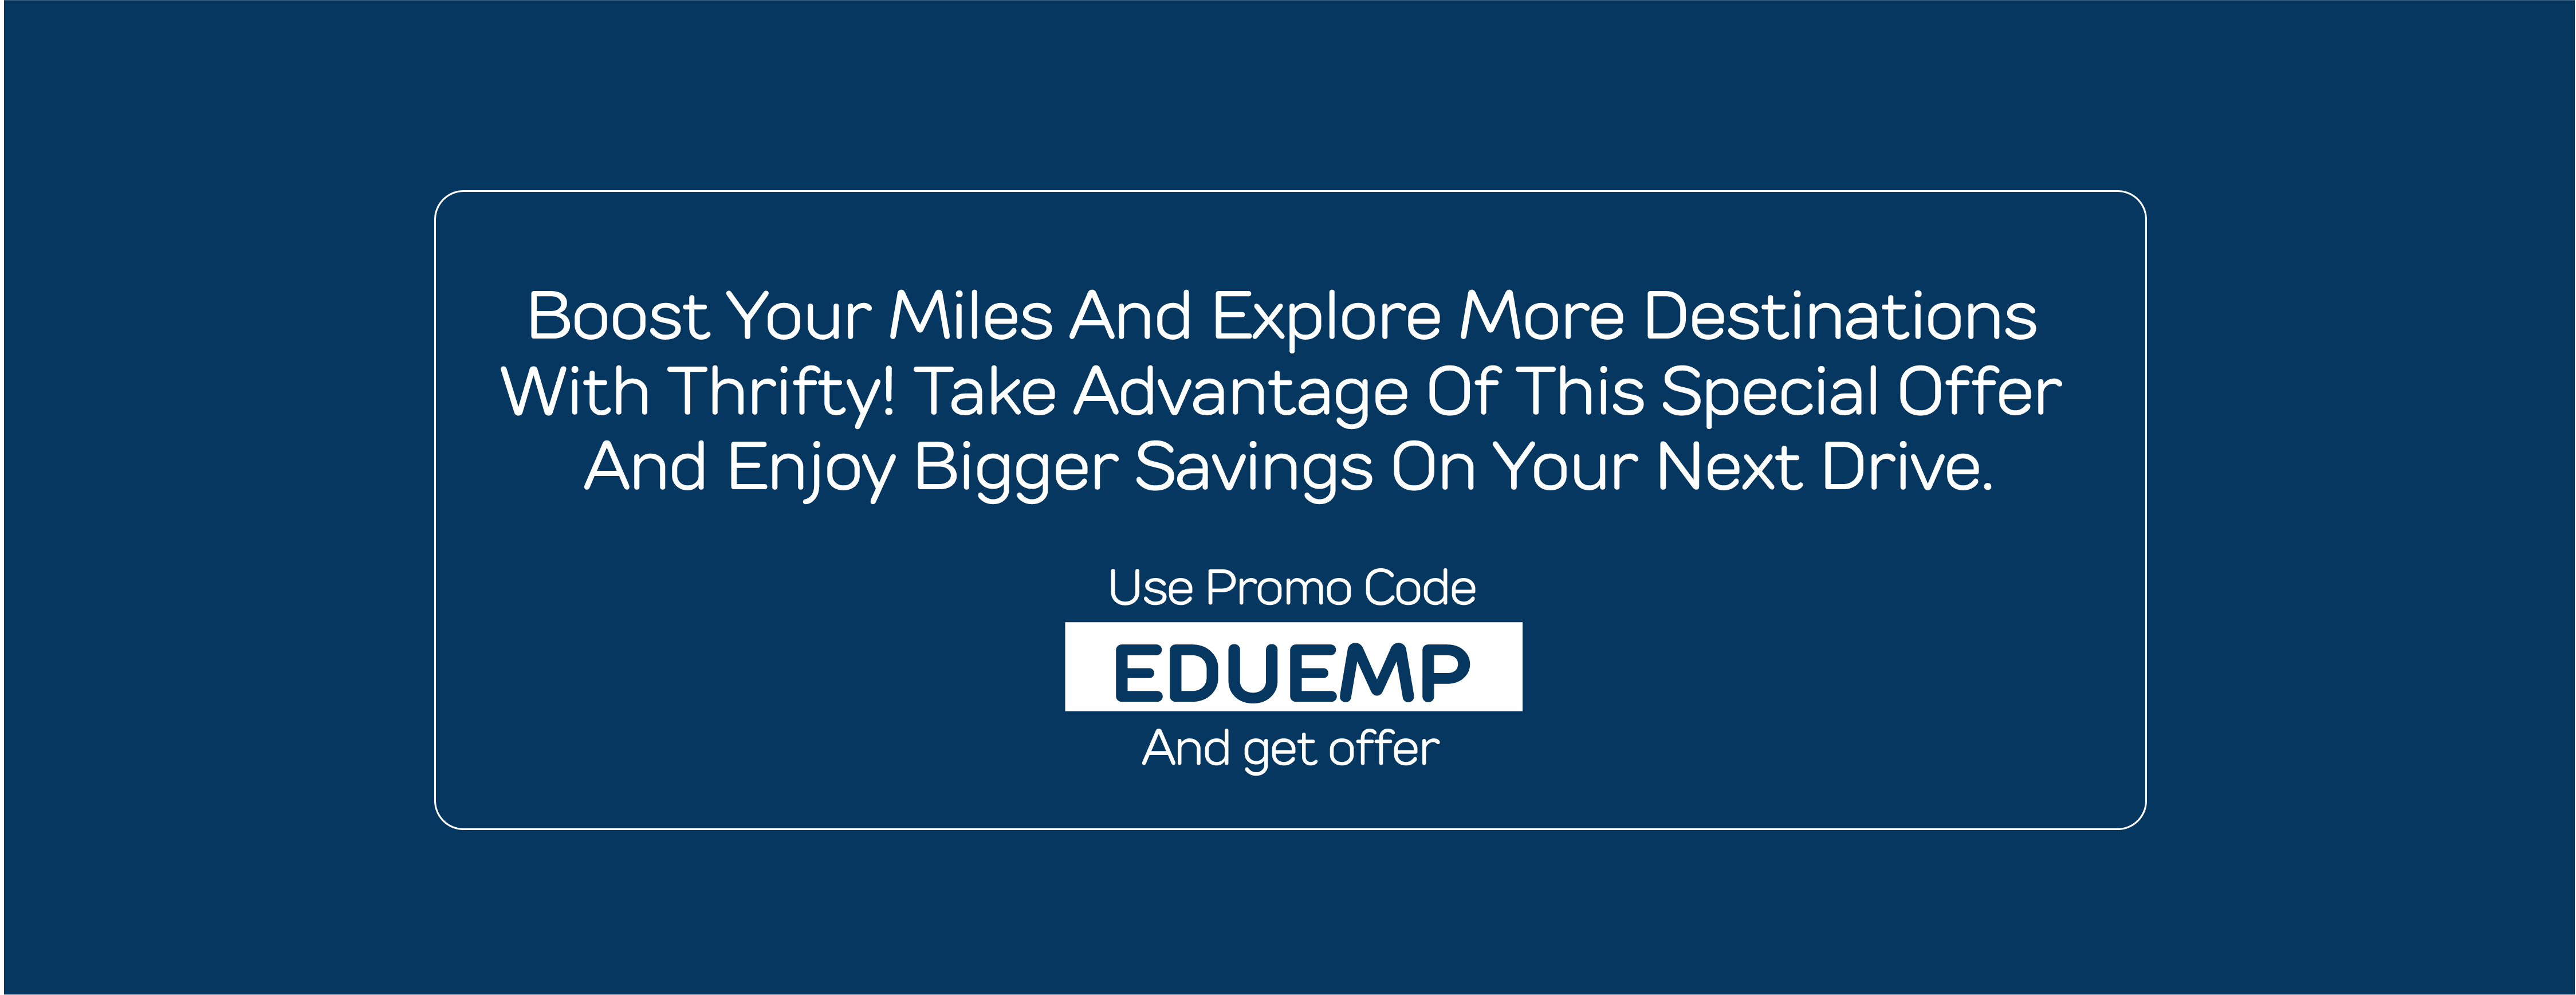 Boost Your Miles And Explore More Destinations
With Thrifty! Take Advantage Of This Special Offer
And Enjoy Bigger Savings On Your Next Drive.
Use Promo Code
EDUEMP
And get offer